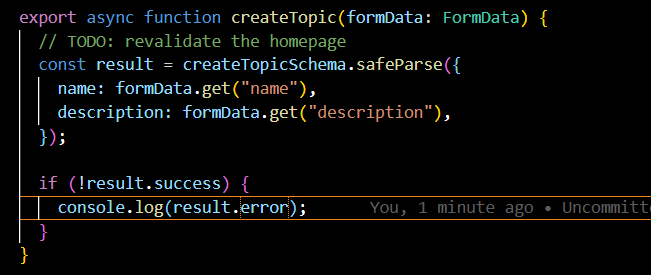 export async function createTopic(formData: FormData) {
  // TODO: revalidate the homepage
  const result = createTopicSchema.safeParse({
    name: formData.get("name"),
    description: formData.get("description"),
  });

  if (!result.success) {
    console.log(result.error);      You, 1 minute ago • Uncommitt
  }
}